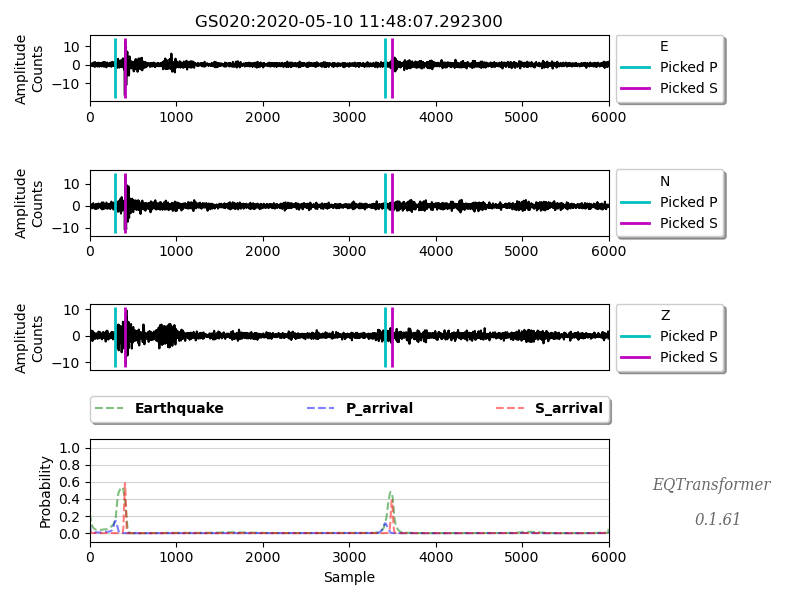 GS020:2020-05-10 11:48:07.292300
Amplitude
Counts
10
0
−10
0 1000 2000 3000 4000 5000 6000
E
Picked P
Picked S
Amplitude
Counts
10
0
−10
0 1000 2000 3000 4000 5000 6000
N
Picked P
Picked S
Amplitude
Counts
10
0
−10
0 1000 2000 3000 4000 5000 6000
Z
Picked P
Picked S
Earthquake P_arrival S_arrival
Probability
1.0
0.8
0.6
0.4
0.2
0.0
0 1000 2000 3000 4000 5000 6000
Sample
EQTransformer
0.1.61